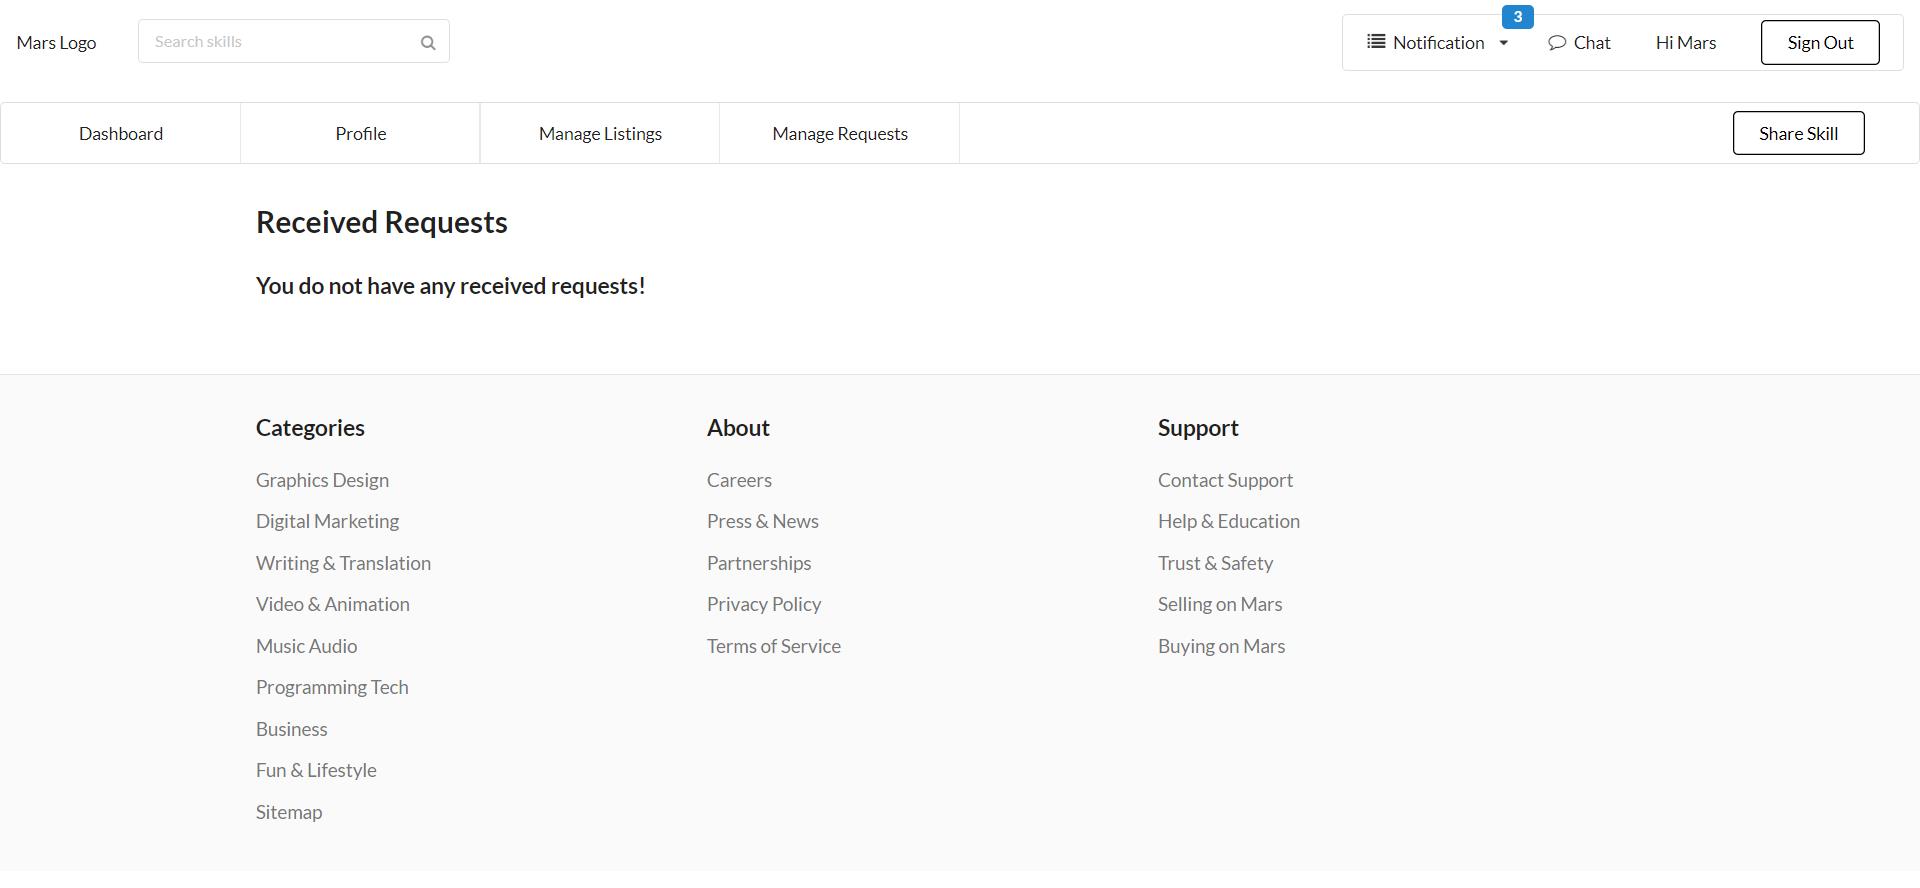 Mars Logo
Search skills
3
Notification
Chat
Hi Mars
Sign Out
Dashboard
Profile
Manage Listings
Manage Requests
Share Skill
Received Requests
You do not have any received requests!
Categories
Graphics Design
Digital Marketing
Writing & Translation
Video & Animation
Music Audio
Programming Tech
Business
Fun & Lifestyle
Sitemap
About
Careers
Press & News
Partnerships
Privacy Policy
Terms of Service
Support
Contact Support
Help & Education
Trust & Safety
Selling on Mars
Buying on Mars